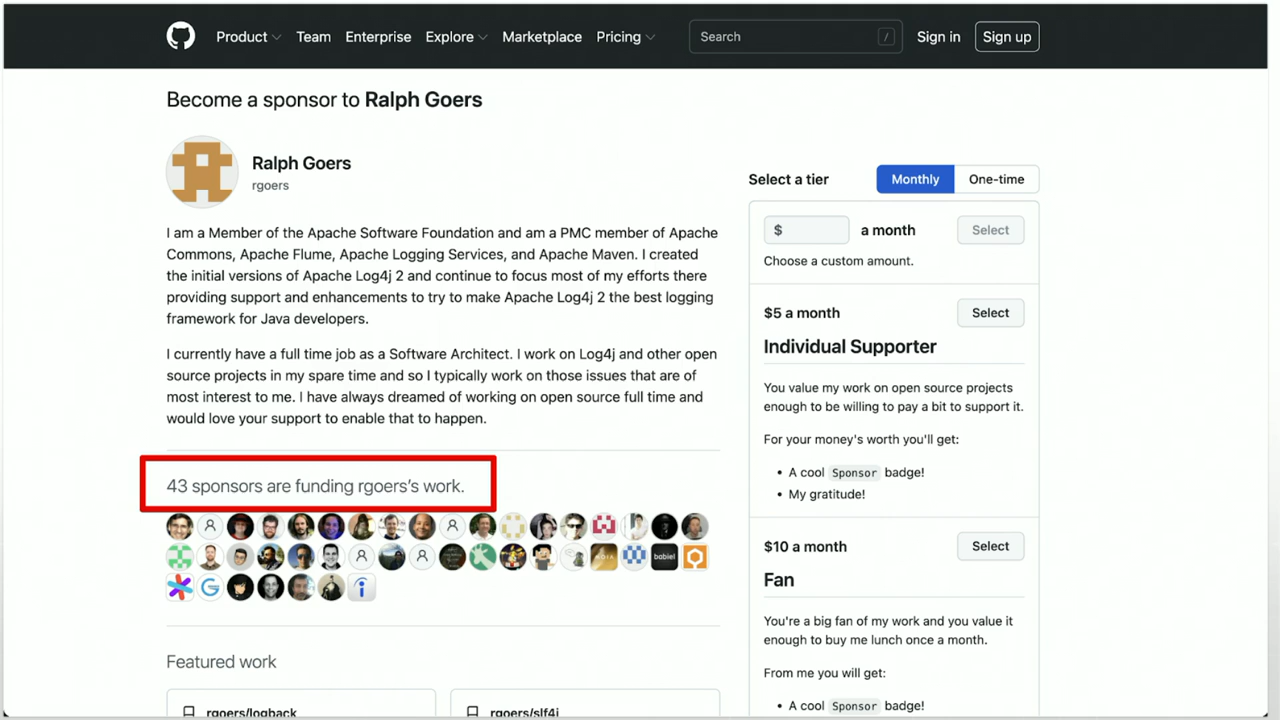 Product Team Enterprise Explore Marketplace Pricing Search / Sign in Sign up
Become a sponsor to Ralph Goers
Ralph Goers
rgoers
I am a Member of the Apache Software Foundation and am a PMC member of Apache
Commons, Apache Flume, Apache Logging Services, and Apache Maven. I created
the initial versions of Apache Log4j 2 and continue to focus most of my efforts there
providing support and enhancements to try to make Apache Log4j 2 the best logging
framework for Java developers.
I currently have a full time job as a Software Architect. I work on Log4j and other open
source projects in my spare time and so I typically work on those issues that are of
most interest to me. I have always dreamed of working on open source full time and
would love your support to enable that to happen.
43 sponsors are funding rgoers's work.
babiel
Featured work
rgoers/logback
rgoers/slf4j
Select a tier
Monthly One-time
$ a month Select
Choose a custom amount.
$5 a month Select
Individual Supporter
You value my work on open source projects
enough to be willing to pay a bit to support it.
For your money's worth you'll get:
• A cool Sponsor badge!
• My gratitude!
$10 a month Select
Fan
You're a big fan of my work and you value it
enough to buy me lunch once a month.
From me you will get:
• A cool Sponsor badge!